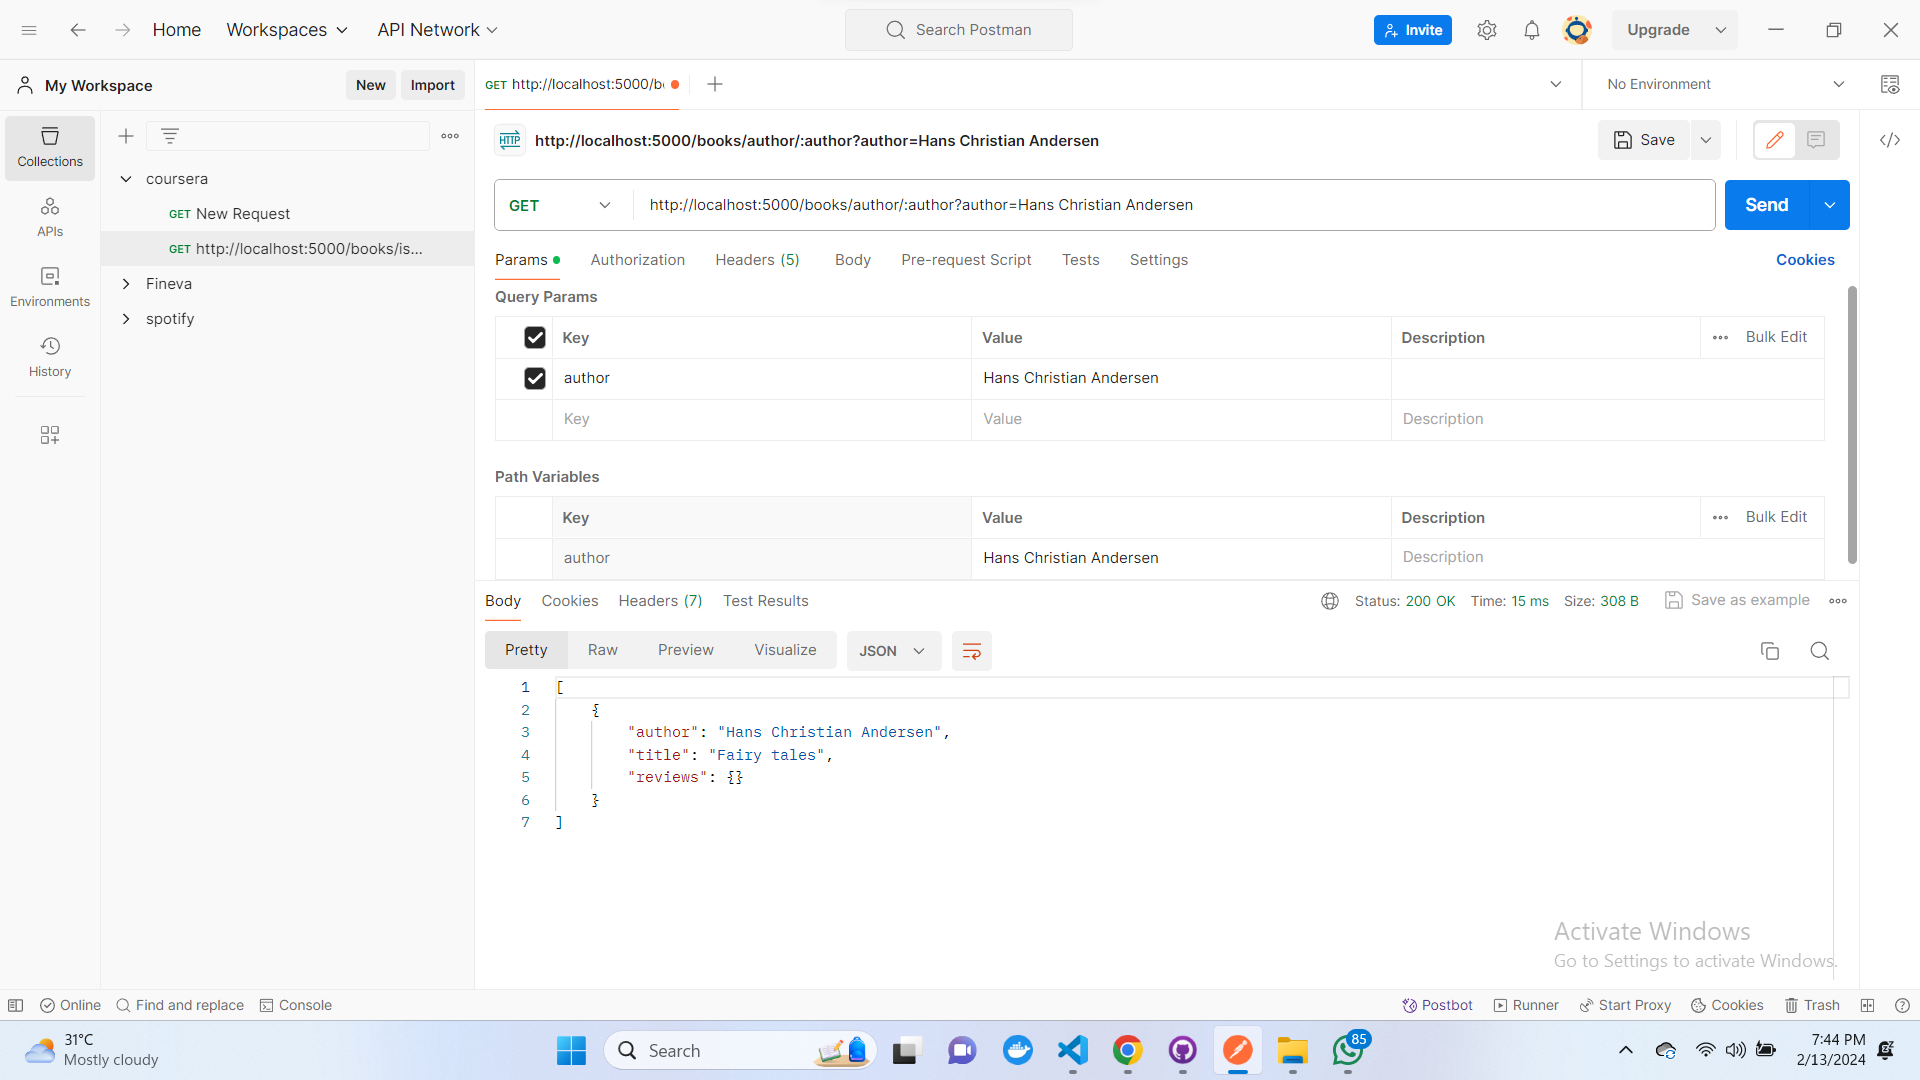 Home
Workspaces
API Network
Search Postman
Invite
Upgrade
My Workspace
New
Import
GET http://localhost:5000/b
No Environment
Collections
APIs
Environments
History
coursera
GET New Request
GET http://localhost:5000/books/is...
Fineva
spotify
HTTP
http://localhost:5000/books/author/:author?author=Hans Christian Andersen
Save
GET
http://localhost:5000/books/author/:author?author=Hans Christian Andersen
Send
Params
Authorization
Headers (5)
Body
Pre-request Script
Tests
Settings
Cookies
Query Params
Key Value Description Bulk Edit
author Hans Christian Andersen
Key Value Description
Path Variables
Key Value Description Bulk Edit
author Hans Christian Andersen Description
Body Cookies Headers (7) Test Results
Status: 200 OK Time: 15 ms Size: 308 B Save as example
Pretty Raw Preview Visualize JSON
1 [
2 {
3 "author": "Hans Christian Andersen",
4 "title": "Fairy tales",
5 "reviews": {}
6 }
7 ]
Activate Windows
Go to Settings to activate Windows.
Online Find and replace Console
Postbot Runner Start Proxy Cookies Trash
31°C
Mostly cloudy
Search
85
7:44 PM
2/13/2024